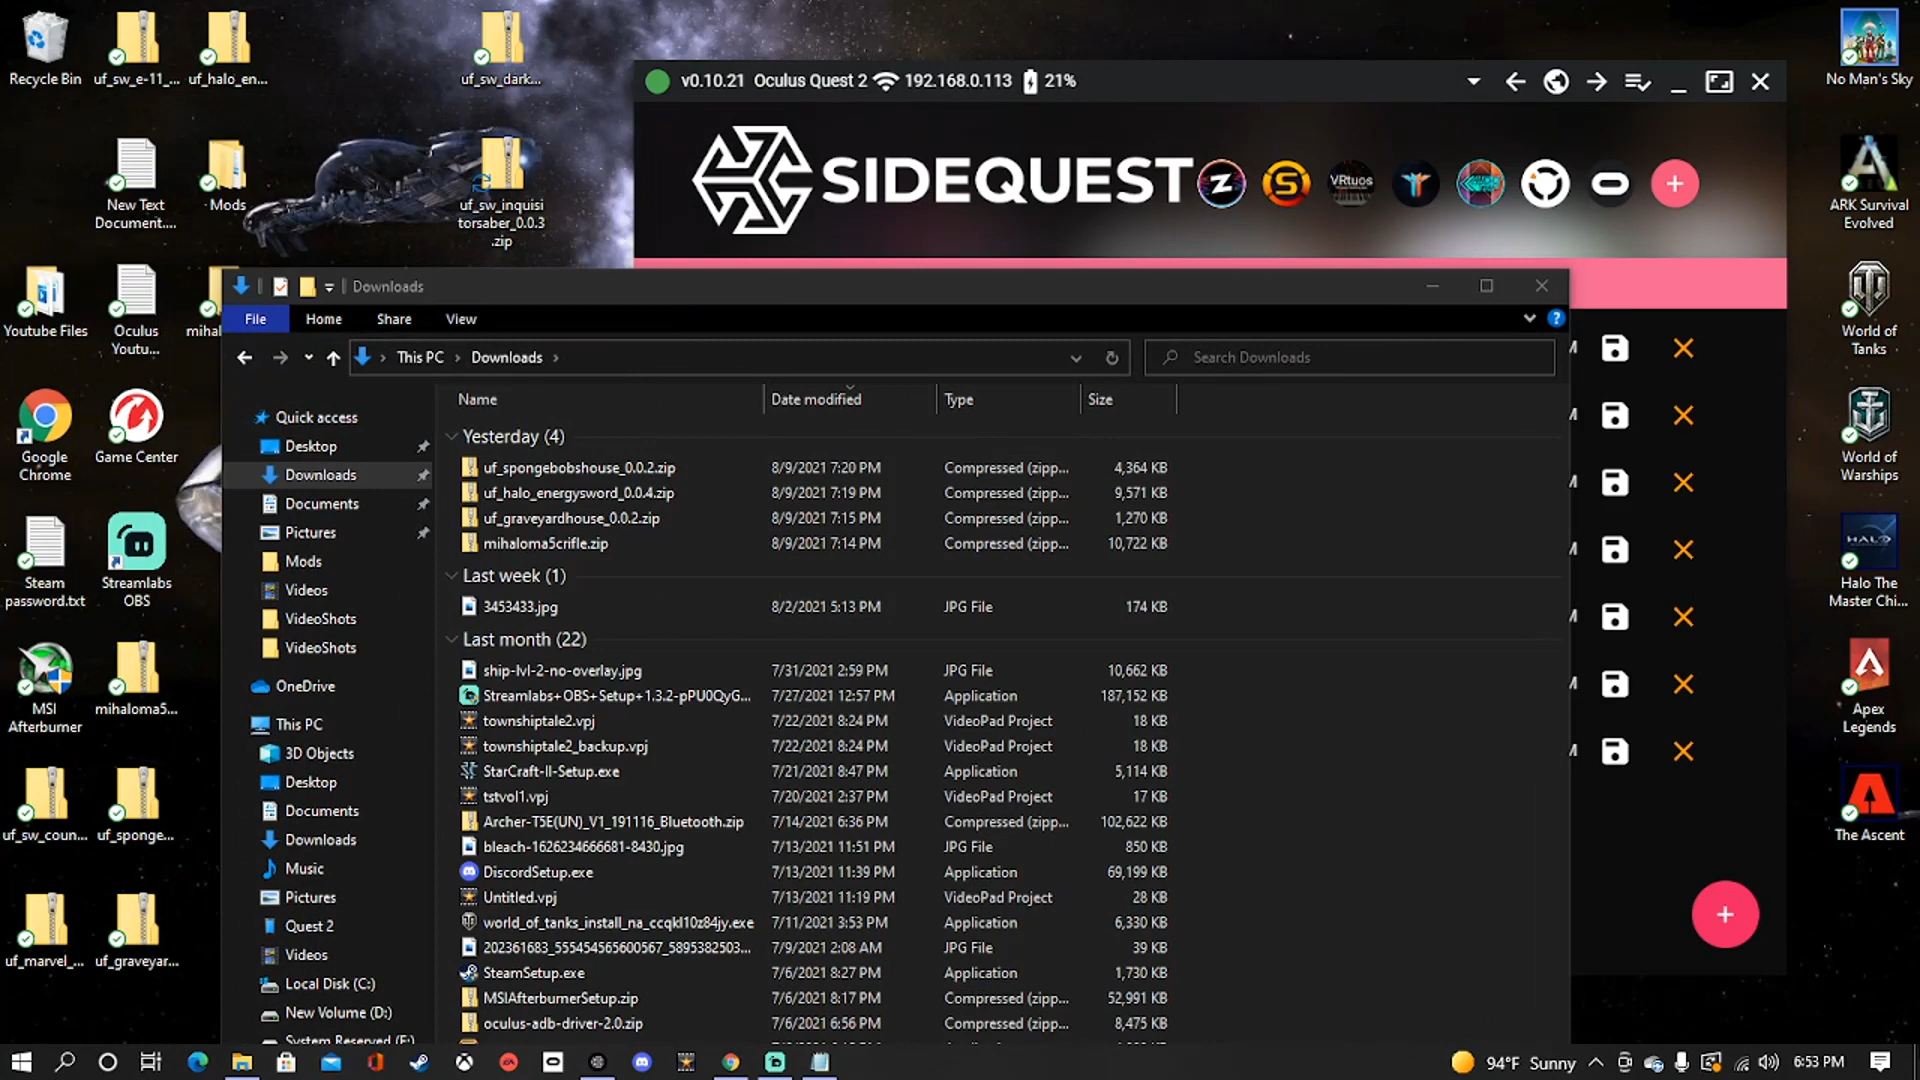 Recycle Bin
uf_sw_e-11_...
uf_halo_en...
uf_sw_dark...
New Text
Document....
Mods
uf_sw_inquisi
torsaber_0.0.3
.zip
Youtube Files
Oculus
Youtu...
Google
Chrome
Game Center
Steam
password.txt
Streamlabs
OBS
MSI
Afterburner
mihaloma5...
uf_sw_coun...
uf_sponge...
uf_marvel_...
uf_graveyar...
v0.10.21 Oculus Quest 2 192.168.0.113 21%
SIDEQUEST
VRtuos
Downloads
File Home Share View
This PC > Downloads >
Search Downloads
Quick access
Desktop
Downloads
Documents
Pictures
Mods
Videos
VideoShots
VideoShots
OneDrive
This PC
3D Objects
Desktop
Documents
Downloads
Music
Pictures
Quest 2
Videos
Local Disk (C:)
New Volume (D:)
Name Date modified Type Size
Yesterday (4)
uf_spongebobshouse_0.0.2.zip 8/9/2021 7:20 PM Compressed (zipp... 4,364 KB
uf_halo_energysword_0.0.4.zip 8/9/2021 7:19 PM Compressed (zipp... 9,571 KB
uf_graveyardhouse_0.0.2.zip 8/9/2021 7:15 PM Compressed (zipp... 1,270 KB
mihaloma5crifle.zip 8/9/2021 7:14 PM Compressed (zipp... 10,722 KB
Last week (1)
3453433.jpg 8/2/2021 5:13 PM JPG File 174 KB
Last month (22)
ship-lvl-2-no-overlay.jpg 7/31/2021 2:59 PM JPG File 10,662 KB
Streamlabs+OBS+Setup+1.3.2-pPU0QyG... 7/27/2021 12:57 PM Application 187,152 KB
townshiptale2.vpj 7/22/2021 8:24 PM VideoPad Project 18 KB
townshiptale2_backup.vpj 7/22/2021 8:24 PM VideoPad Project 18 KB
StarCraft-II-Setup.exe 7/21/2021 8:47 PM Application 5,114 KB
tstvol1.vpj 7/20/2021 2:37 PM VideoPad Project 17 KB
Archer-T5E(UN)_V1_191116_Bluetooth.zip 7/14/2021 6:36 PM Compressed (zipp... 102,622 KB
bleach-1626234666681-8430.jpg 7/13/2021 11:51 PM JPG File 850 KB
DiscordSetup.exe 7/13/2021 11:39 PM Application 69,199 KB
Untitled.vpj 7/13/2021 11:19 PM VideoPad Project 28 KB
world_of_tanks_install_na_ccqkl10z84jy.exe 7/11/2021 3:53 PM Application 6,330 KB
202361683_555454565600567_5895382503... 7/9/2021 2:08 AM JPG File 39 KB
SteamSetup.exe 7/6/2021 8:27 PM Application 1,730 KB
MSIAfterburnerSetup.zip 7/6/2021 8:17 PM Compressed (zipp... 52,991 KB
oculus-adb-driver-2.0.zip 7/6/2021 6:56 PM Compressed (zipp... 8,475 KB
No Man's Sky
ARK Survival
Evolved
World of
Tanks
World of
Warships
HALO
Halo The
Master Chi...
Apex
Legends
The Ascent
94°F Sunny
6:53 PM